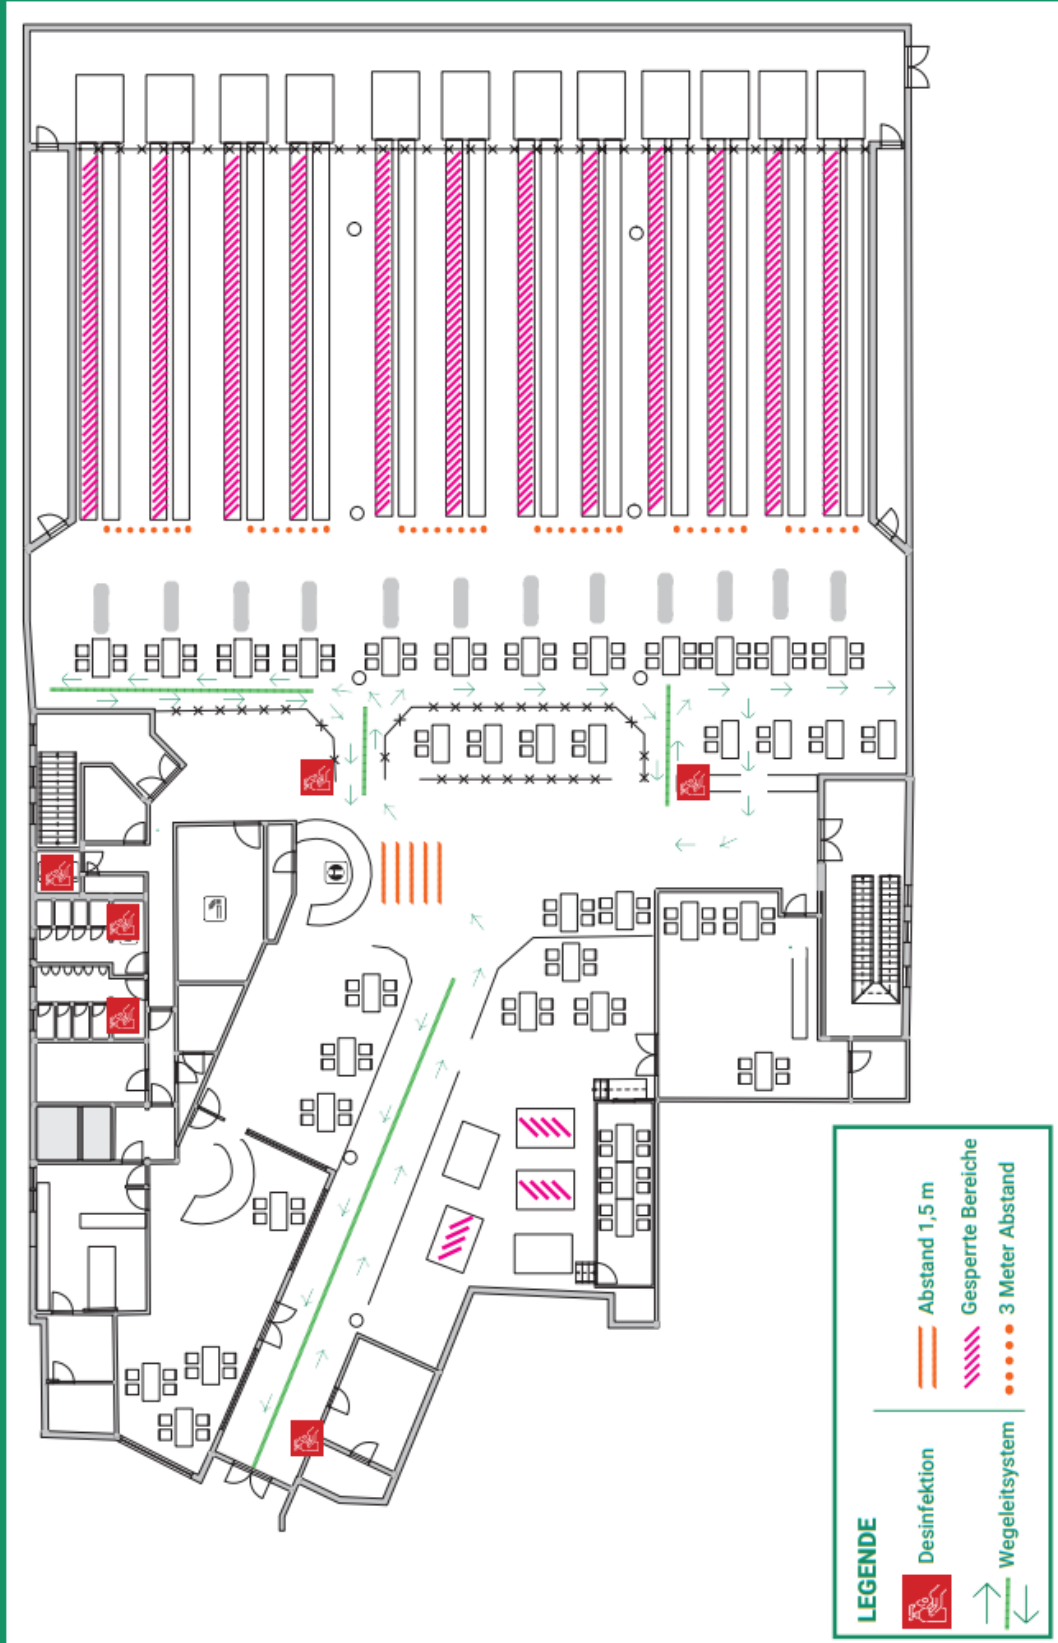 LEGENDE
Desinfektion
Wegeleitsystem
Abstand 1,5 m
Gesperrte Bereiche
3 Meter Abstand